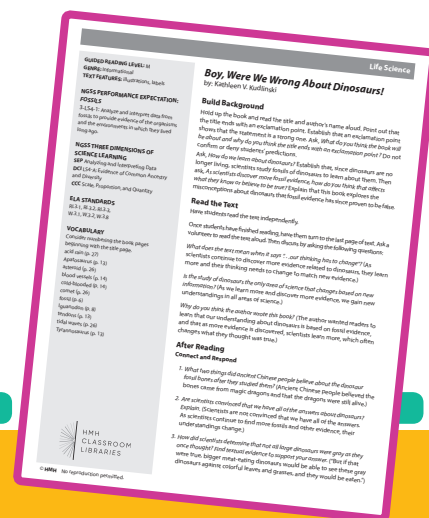 Life Science
GUIDED READING LEVEL: M
GENRE: Informational
TEXT FEATURES: Illustrations, labels
NGSS PERFORMANCE EXPECTATION:
FOSSILS
3-LS4-1: Analyze and interpret data from
fossils to provide evidence of the organisms
and the environments in which they lived
long ago.
NGSS THREE DIMENSIONS OF
SCIENCE LEARNING
SEP Analyzing and Interpreting Data
DCI LS4-A: Evidence of Common Ancestry
and Diversity
CCC Scale, Proportion, and Quantity
ELA STANDARDS
RI.3.1, RI.3.2, RI.3.3,
W.3.1, W.3.2, W.3.8
VOCABULARY
Consider numbering the book pages
beginning with the title page.
acid rain (p. 27)
Apatosaurus (p. 13)
asteroid (p. 26)
blood vessels (p. 14)
cold-blooded (p. 14)
comet (p. 26)
fossil (p. 6)
Iguanodon (p. 8)
tendons (p. 13)
tidal waves (p. 26)
Tyrannosaurus (p. 13)
HMH
CLASSROOM
LIBRARIES
© HMH No reproduction permitted.
Boy, Were We Wrong About Dinosaurs!
by: Kathleen V. Kudlinski
Build Background
Hold up the book and read the title and author's name aloud. Point out that
the title ends with an exclamation point. Establish that an exclamation point
shows that the statement is a strong one. Ask, What do you think the book will
be about and why do you think the title ends with an exclamation point? Do not
confirm or deny students' predictions.
Ask, How do we learn about dinosaurs? Establish that, since dinosaurs are no
longer living, scientists study fossils of dinosaurs to learn about them. Then
ask, As scientists discover more fossil evidence, how do you think that affects
what they know or believe to be true? Explain that this book explores the
misconceptions about dinosaurs that fossil evidence has since proven to be false.
Read the Text
Have students read the text independently.
Once students have finished reading, have them turn to the last page of text. Ask a
volunteer to read the text aloud. Then discuss by asking the following questions:
What does the text mean when it says "...our thinking has to change"? (As
scientists continue to discover more evidence related to dinosaurs, they learn
more and their thinking needs to change to match new evidence.)
Is the study of dinosaurs the only area of science that changes based on new
information? (As we learn more and discover more evidence, we gain new
understandings in all areas of science.)
Why do you think the author wrote this book? (The author wanted readers to
learn that our understanding about dinosaurs is based on fossil evidence,
and that as more evidence is discovered, scientists learn more, which often
changes what they thought was true.)
After Reading
Connect and Respond
1. What two things did ancient Chinese people believe about the dinosaur
fossil bones after they studied them? (Ancient Chinese people believed the
bones came from magic dragons and that the dragons were still alive.)
2. Are scientists convinced that we have all of the answers about dinosaurs?
Explain. (Scientists are not convinced that we have all of the answers.
As scientists continue to find more fossils and other evidence, their
understandings change.)
3. How did scientists determine that not all large dinosaurs were gray as they
once thought? Find textual evidence to support your answer. ("But if that
were true, bigger meat-eating dinosaurs would be able to see these gray
dinosaurs against colorful leaves and grasses, and they would be eaten.")